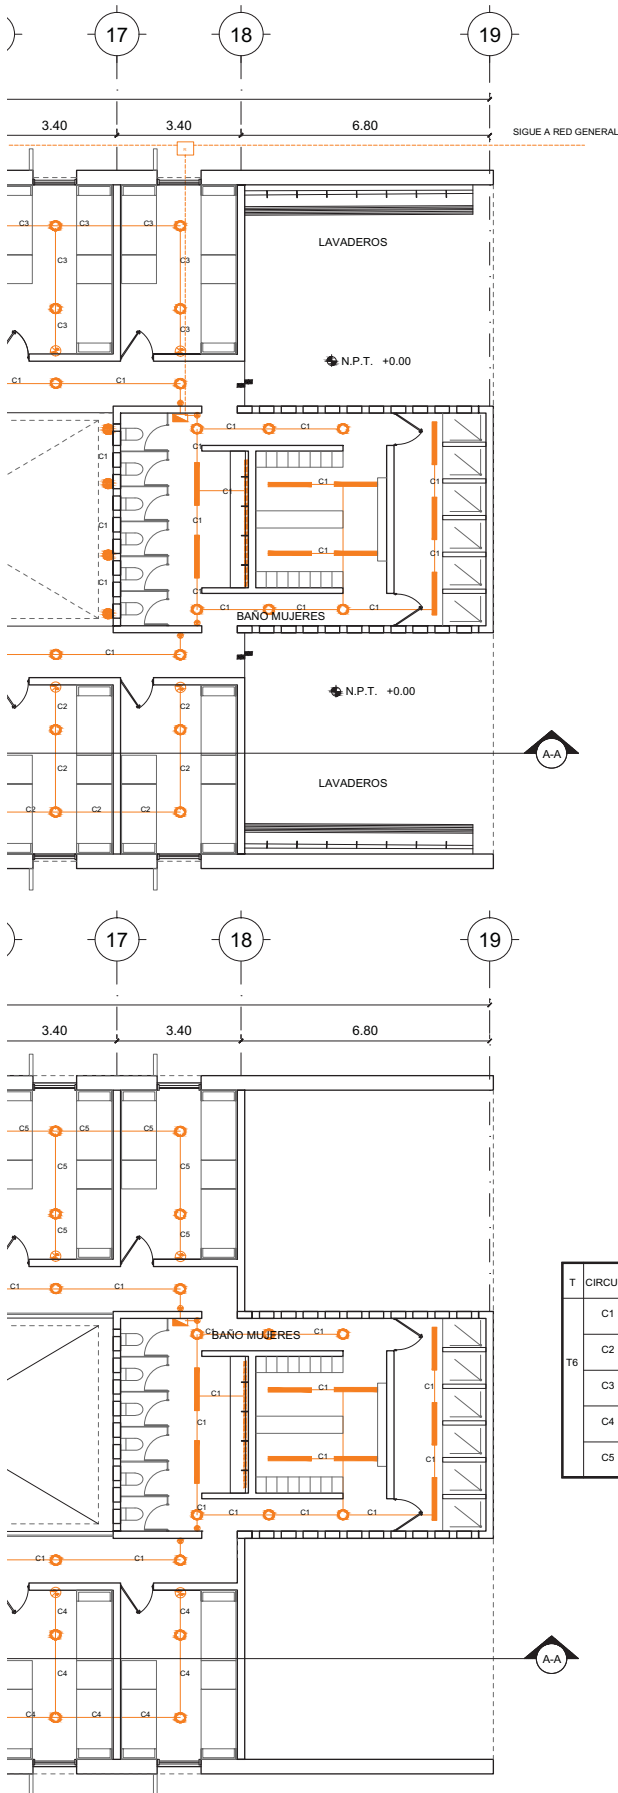 17 18 19
3.40 3.40 6.80
SIGUE A RED GENERAL
C3 C3 C3
LAVADEROS
C3 C3
C3 C3
N.P.T. +0.00
C1 C1
C1 C1
C1
C1 C1 C1
C1
C1 C1
C1 C1
C1
C1 C1
C1 C1 C1
BAÑO MUJERES
C1
N.P.T. +0.00
C2 C2
A-A
C2 C2
LAVADEROS
C2 C2 C2
17 18 19
3.40 3.40 6.80
C5 C5 C5
C5 C5
C5 C5
T CIRCU
C1 C1
C1
C1 BAÑO MUJERES C1
C2
T6
C1 C1
C3
C1
C4
C1 C1
C1
C5
C1
C1 C1 C1
C1 C1
C4 C4
A-A
C4 C4
C4 C4 C4